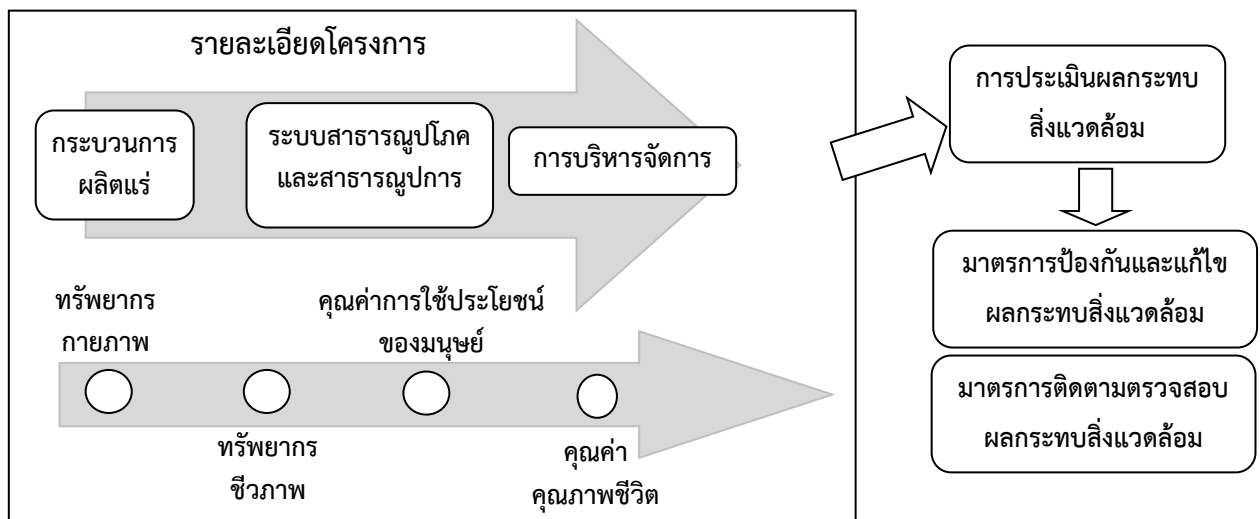 รายละเอียดโครงการ
กระบวนการ
ผลิตแร่
ระบบสาธารณูปโภค
และสาธารณูปการ
การบริหารจัดการ
ทรัพยากร
กายภาพ
คุณค่าการใช้ประโยชน์
ของมนุษย์
ทรัพยากร
ชีวภาพ
คุณค่า
คุณภาพชีวิต
การประเมินผลกระทบ
สิ่งแวดล้อม
มาตรการป้องกันและแก้ไข
ผลกระทบสิ่งแวดล้อม
มาตรการติดตามตรวจสอบ
ผลกระทบสิ่งแวดล้อม